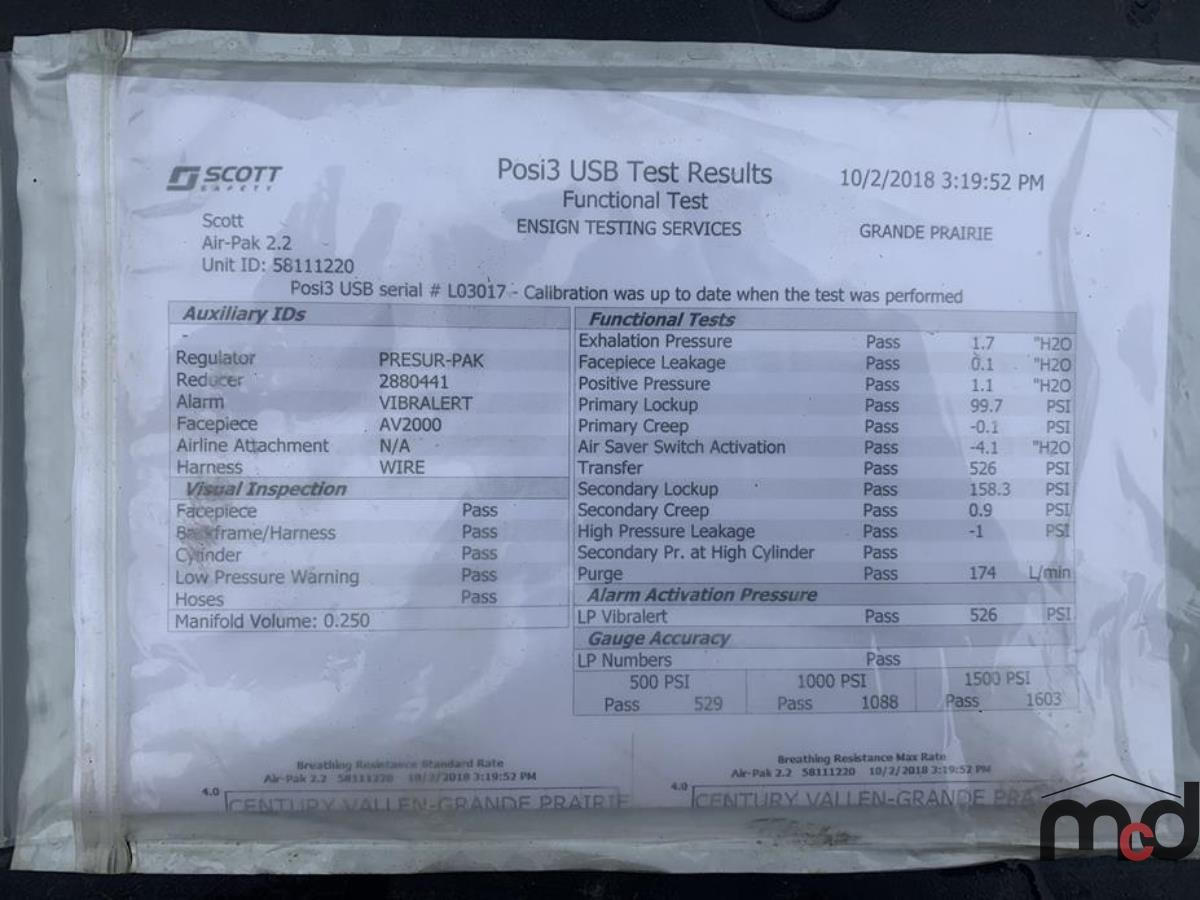 SCOTT
SAFETY
Posi3 USB Test Results
10/2/2018 3:19:52 PM
Functional Test
Scott
ENSIGN TESTING SERVICES
GRANDE PRAIRIE
Air-Pak 2.2
Unit ID: 58111220
Posi3 USB serial # L03017 - Calibration was up to date when the test was performed
Auxiliary IDs
-
Regulator PRESUR-PAK
Reducer 2880441
Alarm VIBRALERT
Facepiece AV2000
Airline Attachment N/A
Harness WIRE
Visual Inspection
Facepiece Pass
Backframe/Harness Pass
Cylinder Pass
Low Pressure Warning Pass
Hoses Pass
Manifold Volume: 0.250
Functional Tests
Exhalation Pressure Pass 1.7 "H2O
Facepiece Leakage Pass 0.1 "H2O
Positive Pressure Pass 1.1 "H2O
Primary Lockup Pass 99.7 PSI
Primary Creep Pass -0.1 PSI
Air Saver Switch Activation Pass -4.1 "H2O
Transfer Pass 526 PSI
Secondary Lockup Pass 158.3 PSI
Secondary Creep Pass 0.9 PSI
High Pressure Leakage Pass -1 PSI
Secondary Pr. at High Cylinder Pass
Purge Pass 174 L/min
Alarm Activation Pressure
LP Vibralert Pass 526 PSI
Gauge Accuracy
LP Numbers Pass
500 PSI 1000 PSI 1500 PSI
Pass 529 Pass 1088 Pass 1603
Breathing Resistance Standard Rate
Air-Pak 2.2 58111220 10/2/2018 3:19:52 PM
4.0
CENTURY VALLEN-GRANDE PRAIRIE
Breathing Resistance Max Rate
Air-Pak 2.2 58111220 10/2/2018 3:19:52 PM
4.0
CENTURY VALLEN-GRANDE PRA
mcd